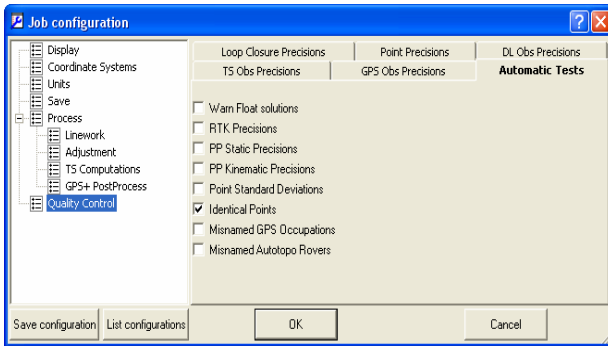 Job configuration
Display
Coordinate Systems
Units
Save
Process
Linework
Adjustment
TS Computations
GPS+ PostProcess
Quality Control
Loop Closure Precisions Point Precisions DL Obs Precisions
TS Obs Precisions GPS Obs Precisions Automatic Tests
Warn Float solutions
RTK Precisions
PP Static Precisions
PP Kinematic Precisions
Point Standard Deviations
Identical Points
Misnamed GPS Occupations
Misnamed Autotopo Rovers
Save configuration List configurations OK Cancel